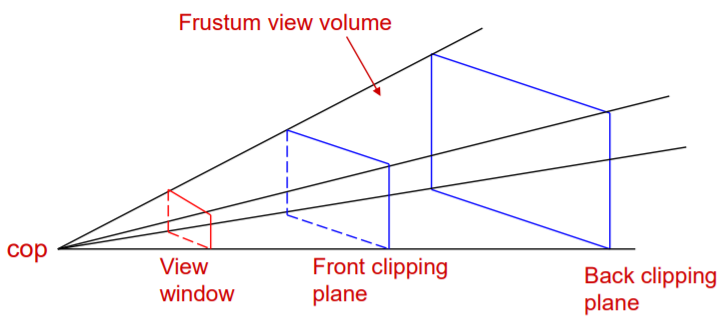 Frustum view volume
cop
View
window
Front clipping
plane
Back clipping
plane